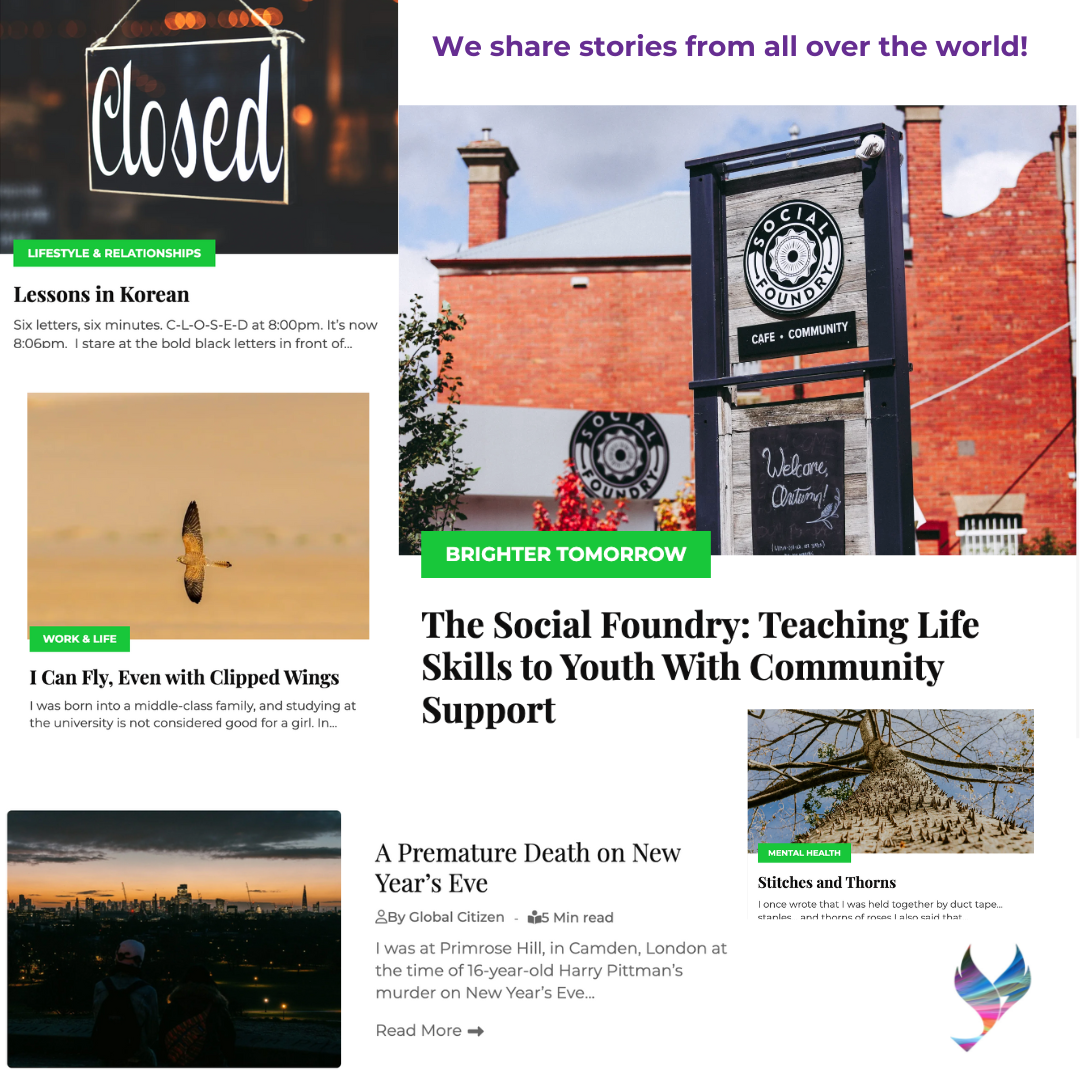 We share stories from all over the world!
Closed
LIFESTYLE & RELATIONSHIPS
Lessons in Korean
Six letters, six minutes. C-L-O-S-E-D at 8:00pm. It's now
8:06pm.  I stare at the bold black letters in front of...
SOCIAL
FOUNDRY
CAFE • COMMUNITY
SOCIAL
FOUNDRY
Welcome,
Autumn!
BRIGHTER TOMORROW
The Social Foundry: Teaching Life
Skills to Youth With Community
Support
WORK & LIFE
I Can Fly, Even with Clipped Wings
I was born into a middle-class family, and studying at
the university is not considered good for a girl. In...
MENTAL HEALTH
Stitches and Thorns
I once wrote that I was held together by duct tape...
staples... and thorns of roses I also said that
A Premature Death on New
Year's Eve
By Global Citizen - 5 Min read
I was at Primrose Hill, in Camden, London at
the time of 16-year-old Harry Pittman's
murder on New Year's Eve...
Read More